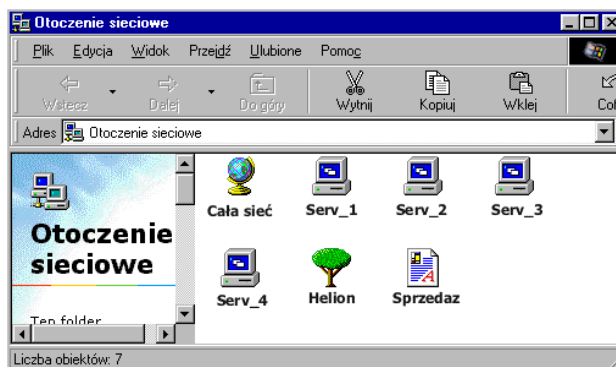 Otoczenie sieciowe
Plik Edycja Widok Przejdź Ulubione Pomoc
Wstecz Dalej Do góry Wytnij Kopiuj Wklej
Adres Otoczenie sieciowe
Cała sieć Serv_1 Serv_2 Serv_3
Otoczenie
sieciowe
Serv_4 Helion Sprzedaz
Ten folder
Liczba obiektów: 7